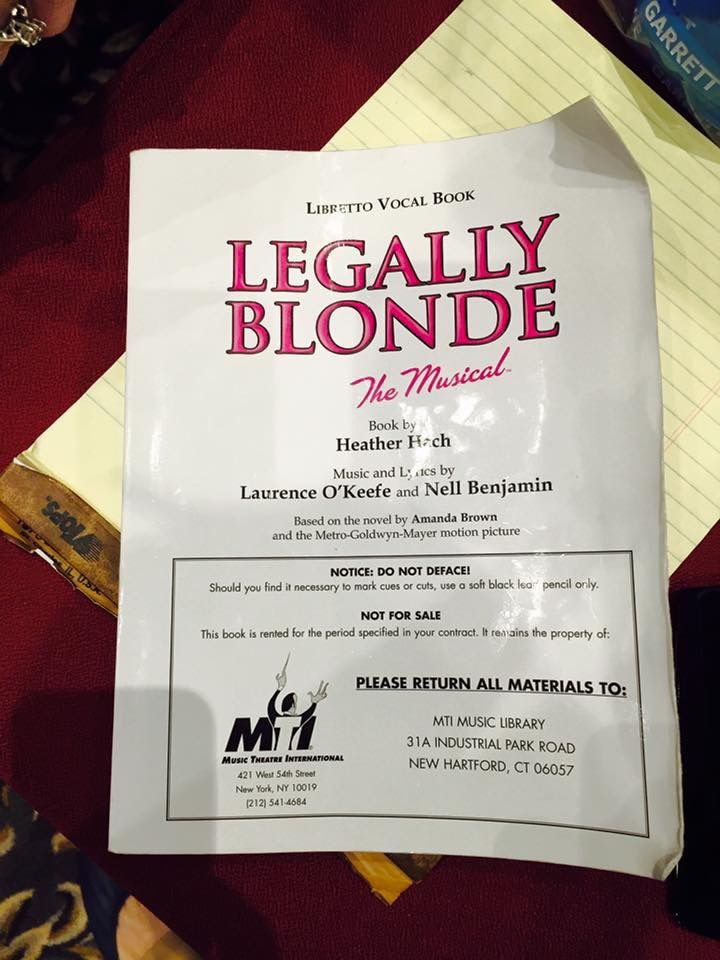 GARRETT
LIBRETTO VOCAL BOOK
LEGALLY
BLONDE
The Musical™
Book by
Heather Hach
Music and Lyrics by
Laurence O'Keefe and Nell Benjamin
Based on the novel by Amanda Brown
and the Metro-Goldwyn-Mayer motion picture
NOTICE: DO NOT DEFACE!
Should you find it necessary to mark cues or cuts, use a soft black lead pencil only.
NOT FOR SALE
This book is rented for the period specified in your contract. It remains the property of:
PLEASE RETURN ALL MATERIALS TO:
MTI MUSIC LIBRARY
31A INDUSTRIAL PARK ROAD
NEW HARTFORD, CT 06057
MTI
MUSIC THEATRE INTERNATIONAL
421 West 54th Street
New York, NY 10019
(212) 541-4684
TOPS